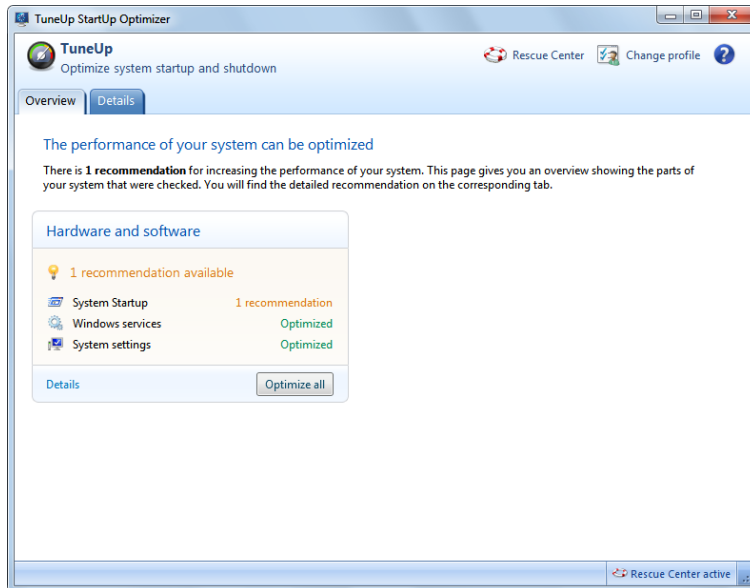 TuneUp StartUp Optimizer
TuneUp
Optimize system startup and shutdown
Rescue Center
Change profile
?
Overview
Details
The performance of your system can be optimized
There is 1 recommendation for increasing the performance of your system. This page gives you an overview showing the parts of
your system that were checked. You will find the detailed recommendation on the corresponding tab.
Hardware and software
1 recommendation available
System Startup 1 recommendation
Windows services Optimized
System settings Optimized
Details
Optimize all
Rescue Center active